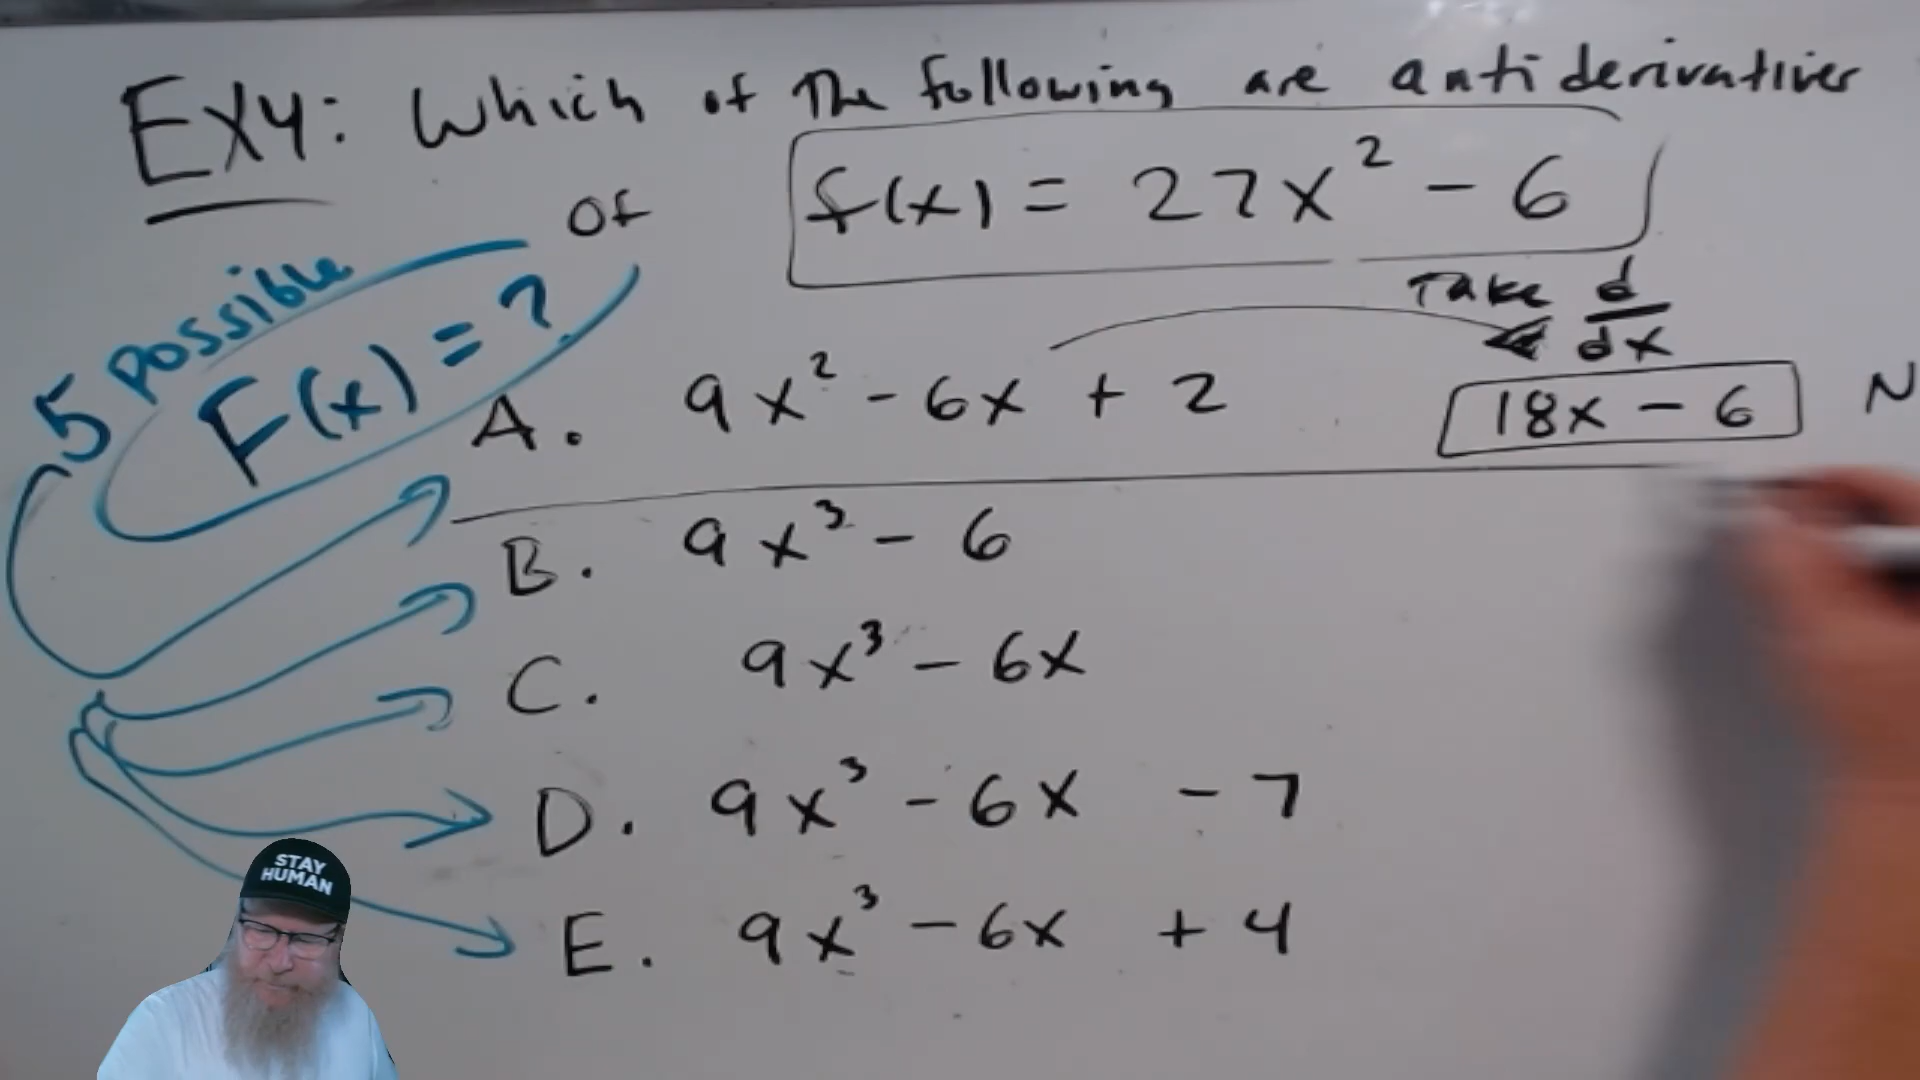 EX4: Which of The following are antiderivatives
of f(x) = 27x² - 6
5 possible
F(x) = ?
Take d/dx
A. 9x² - 6x + 2
18x - 6 N
B. 9x³ - 6
C. 9x³ - 6x
D. 9x³ - 6x - 7
E. 9x³ - 6x + 4
STAY
HUMAN